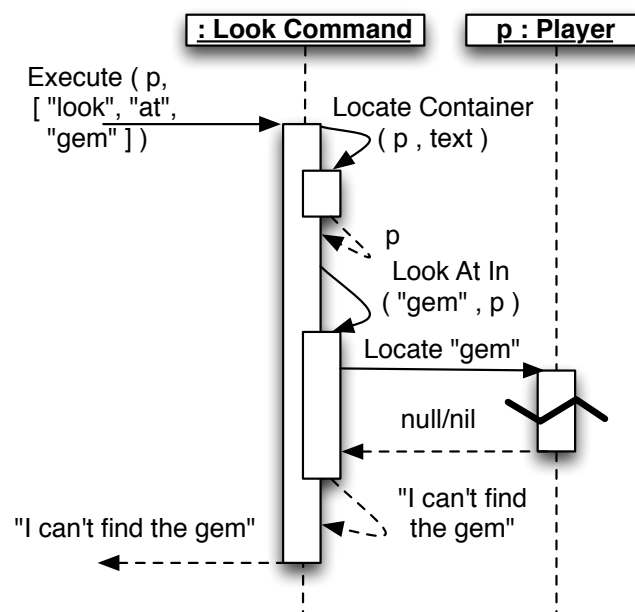 : Look Command
p : Player
Execute ( p,
[ "look", "at",
"gem" ] )
Locate Container
( p , text )
p
Look At In
( "gem" , p )
Locate "gem"
null/nil
"I can't find
the gem"
"I can't find the gem"